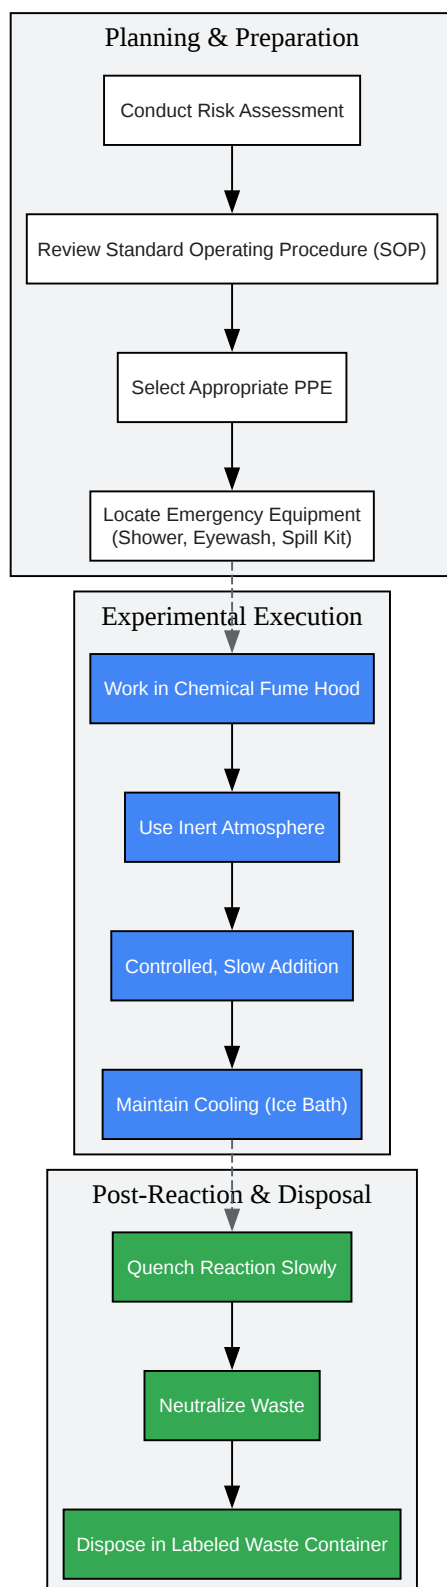 Planning & Preparation
Conduct Risk Assessment
Review Standard Operating Procedure (SOP)
Select Appropriate PPE
Locate Emergency Equipment
(Shower, Eyewash, Spill Kit)
Experimental Execution
Work in Chemical Fume Hood
Use Inert Atmosphere
Controlled, Slow Addition
Maintain Cooling (Ice Bath)
Post-Reaction & Disposal
Quench Reaction Slowly
Neutralize Waste
Dispose in Labeled Waste Container